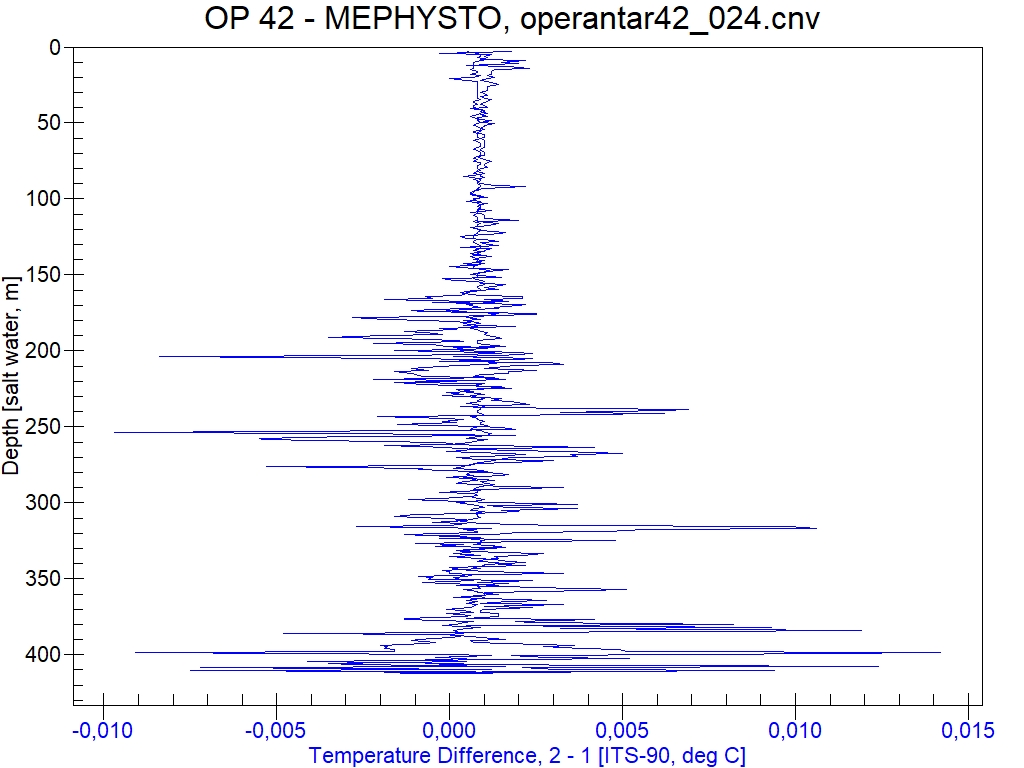 OP 42 - MEPHYSTO, operantar42_024.cnv
0
50
100
150
200
250
300
350
400
Depth [salt water, m]
-0,010 -0,005 0,000 0,005 0,010 0,015
Temperature Difference, 2 - 1 [ITS-90, deg C]